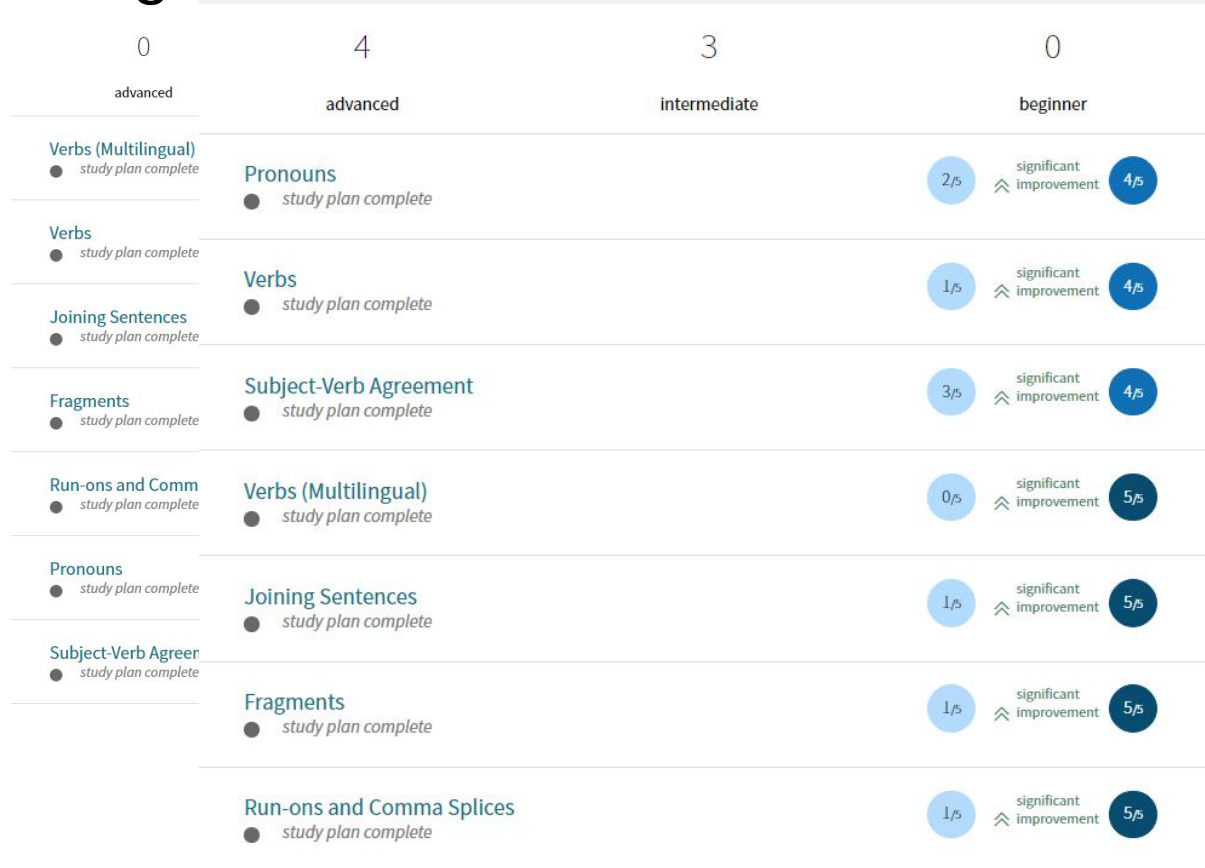 0
advanced
Verbs (Multilingual)
study plan complete
Verbs
study plan complete
Joining Sentences
study plan complete
Fragments
study plan complete
Run-ons and Comm
study plan complete
Pronouns
study plan complete
Subject-Verb Agreer
study plan complete
4 3 0
advanced intermediate beginner
Pronouns
study plan complete
2/5 significant improvement 4/5
Verbs
study plan complete
1/5 significant improvement 4/5
Subject-Verb Agreement
study plan complete
3/5 significant improvement 4/5
Verbs (Multilingual)
study plan complete
0/5 significant improvement 5/5
Joining Sentences
study plan complete
1/5 significant improvement 5/5
Fragments
study plan complete
1/5 significant improvement 5/5
Run-ons and Comma Splices
study plan complete
1/5 significant improvement 5/5